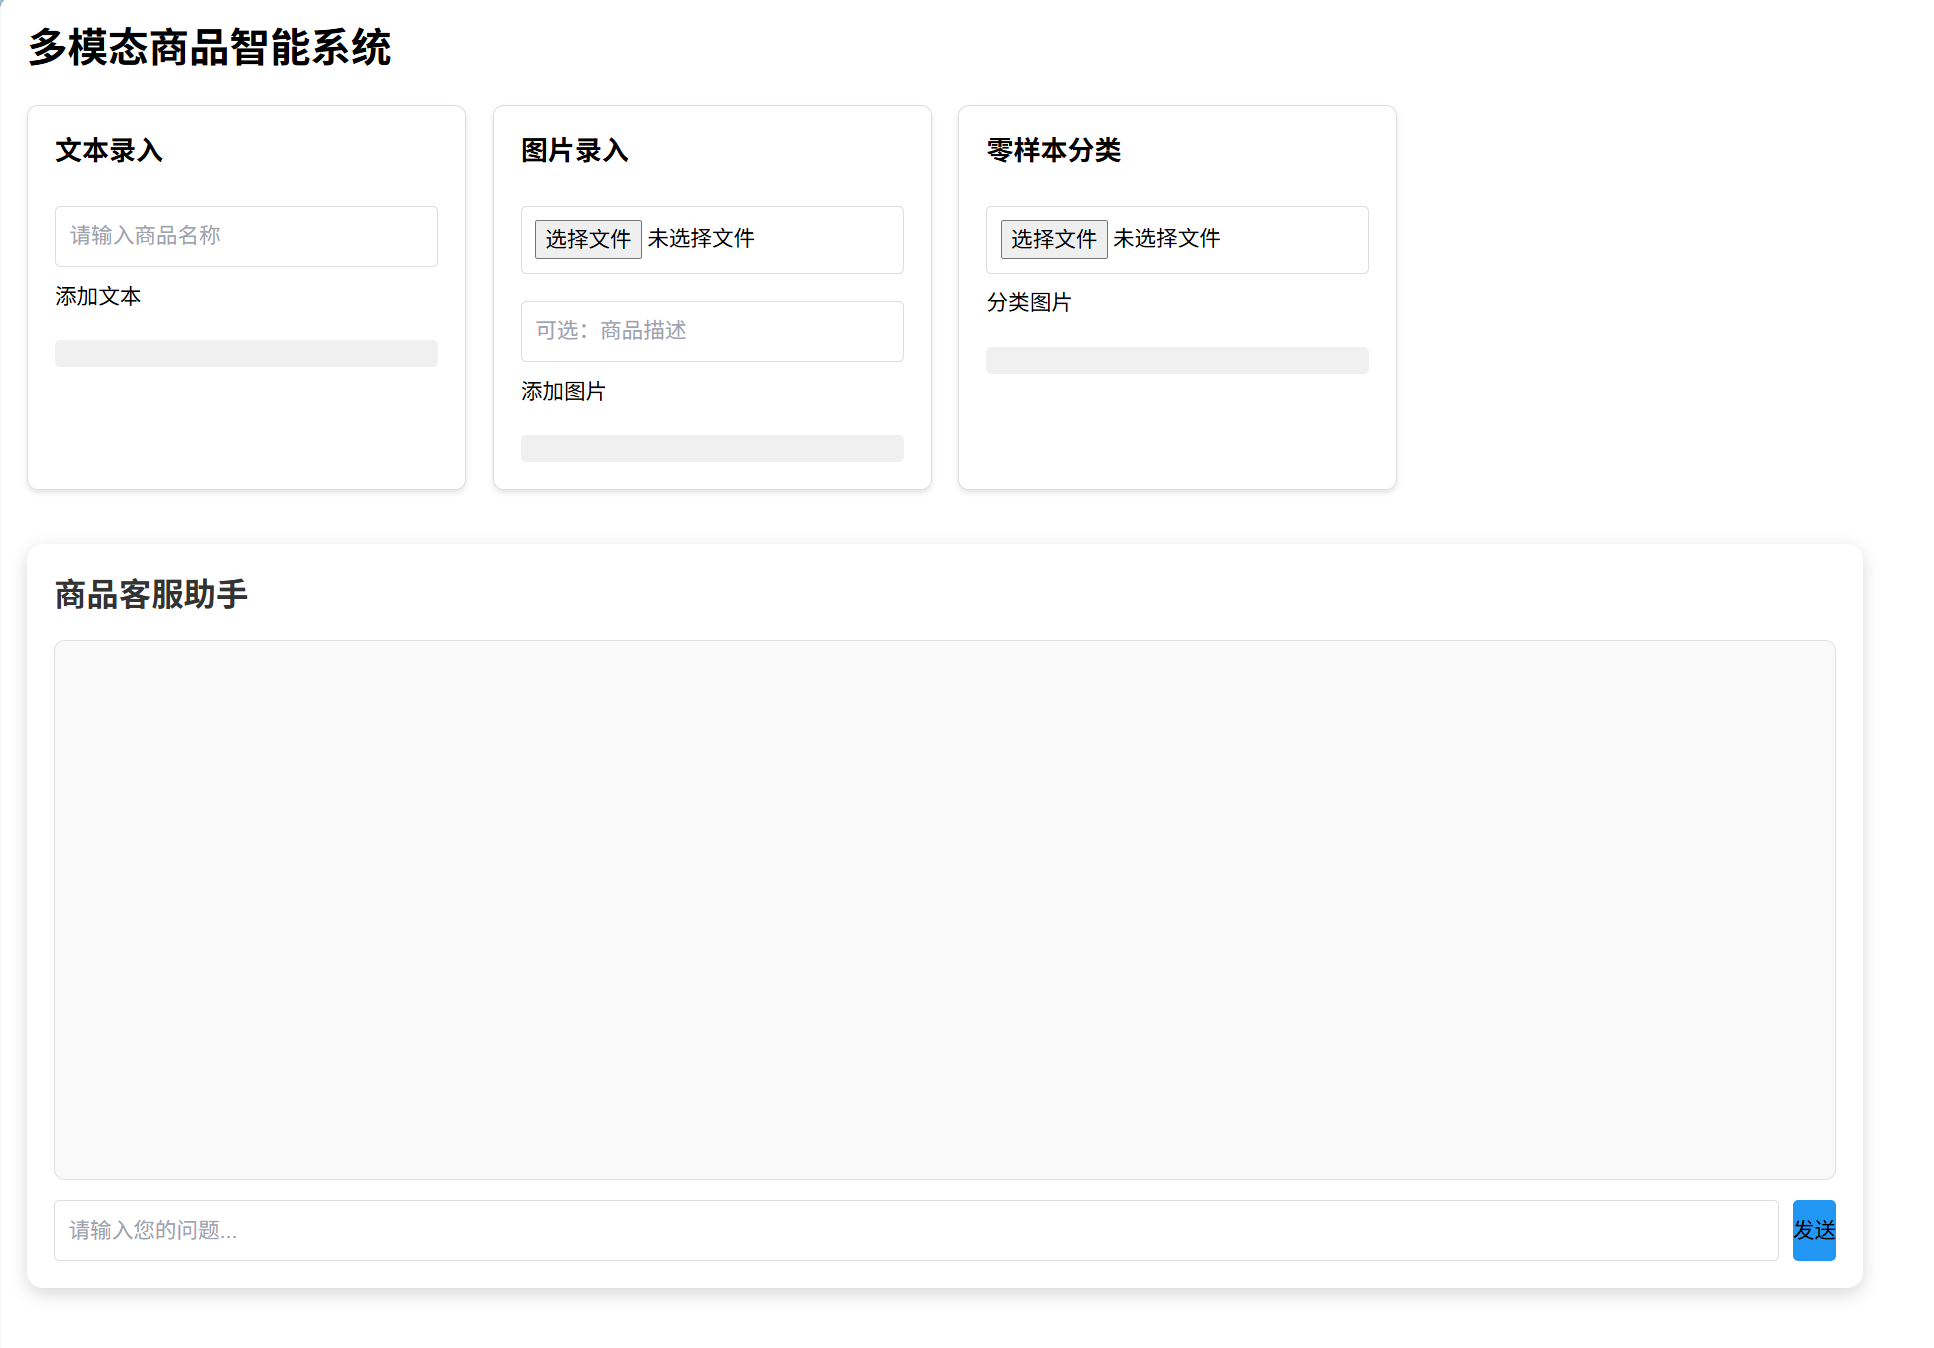 多模态商品智能系统
文本录入
请输入商品名称
添加文本
图片录入
选择文件 未选择文件
可选：商品描述
添加图片
零样本分类
选择文件 未选择文件
分类图片
商品客服助手
请输入您的问题...
发送